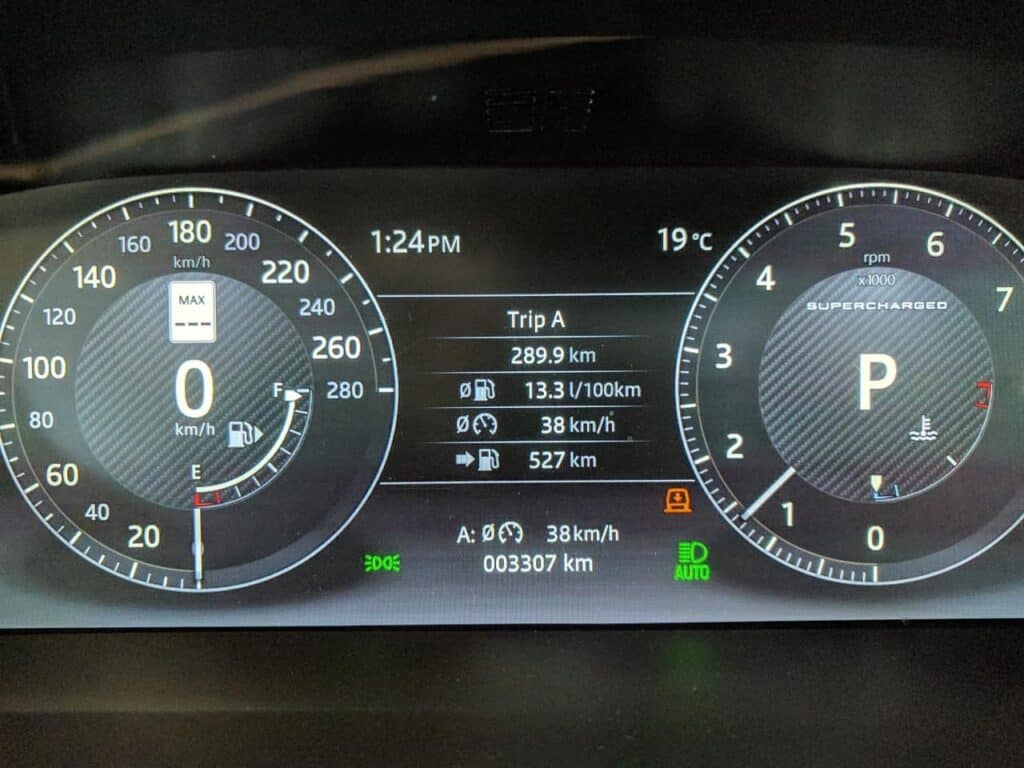 1:24PM
19°C
180
160
200
km/h
140
220
MAX
---
240
120
260
100
0
F
280
km/h
80
E
60
40
20
Trip A
289.9 km
Ø 13.3 l/100km
Ø 38 km/h
527 km
A: Ø 38km/h
003307 km
AUTO
5
6
rpm
x1000
4
SUPERCHARGED
7
3
P
2
1
0